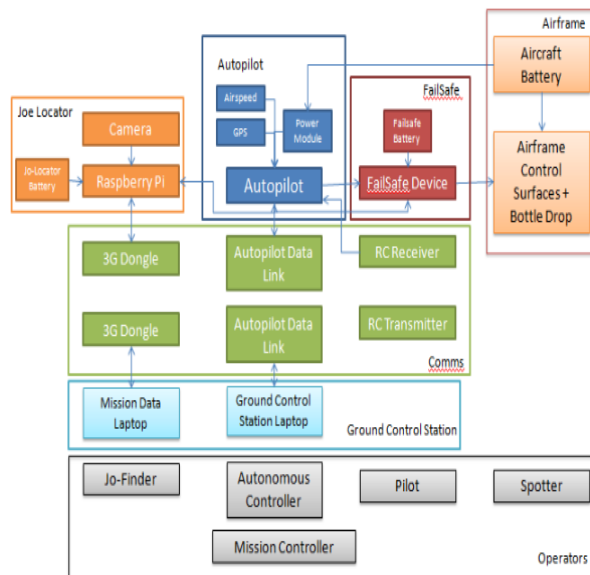 Airframe
Autopilot
Aircraft
Battery
FailSafe
Joe Locator
Airspeed
GPS
Power
Module
Failsafe
Battery
Camera
Jo-Locator
Battery
Raspberry Pi
Autopilot
FailSafe Device
Airframe
Control
Surfaces +
Bottle Drop
3G Dongle
Autopilot Data
Link
RC Receiver
3G Dongle
Autopilot Data
Link
RC Transmitter
Comms
Mission Data
Laptop
Ground Control
Station Laptop
Ground Control Station
Jo-Finder
Autonomous
Controller
Pilot
Spotter
Mission Controller
Operators